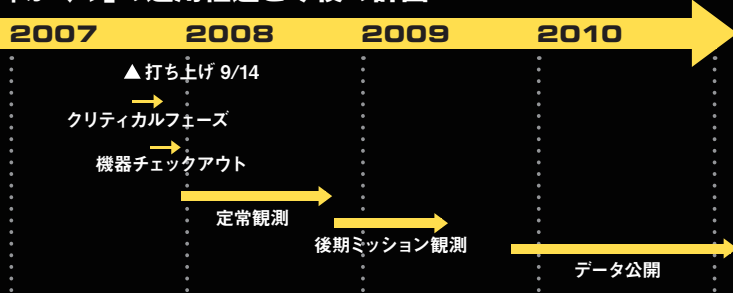 2007 2008 2009 2010
▲打ち上げ 9/14
クリティカルフェーズ
機器チェックアウト
定常観測
後期ミッション観測
データ公開